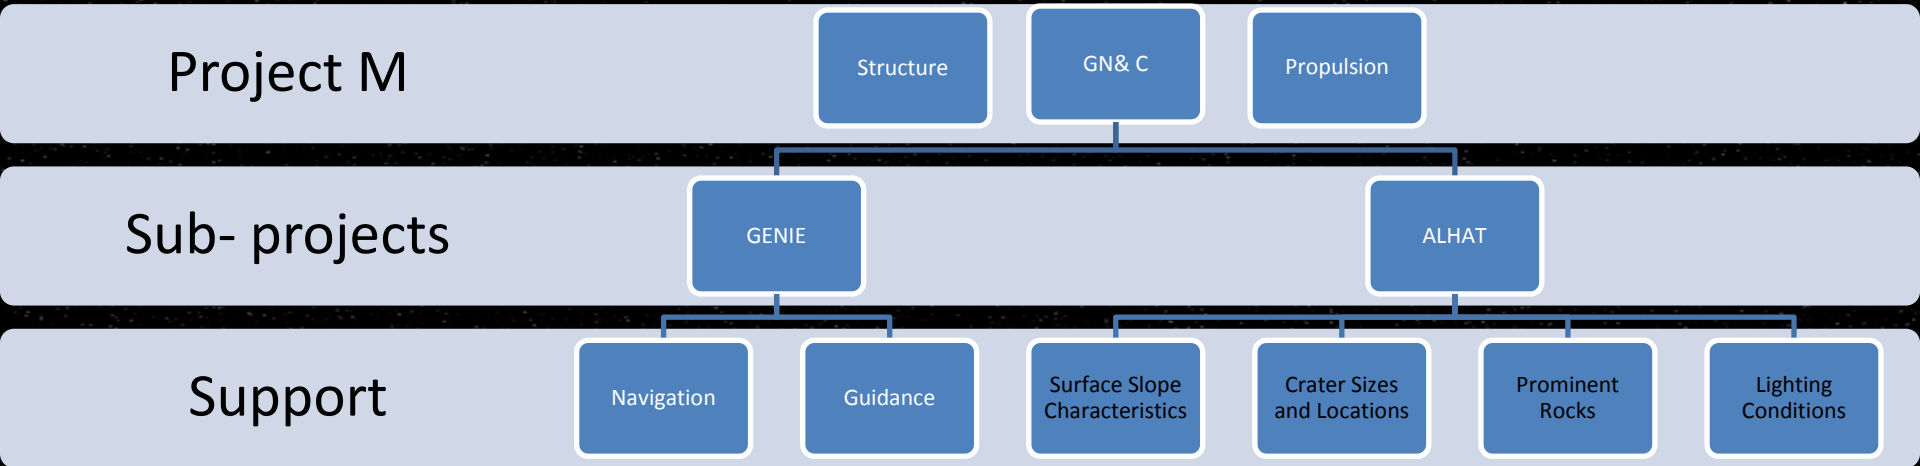 Project M
Structure
GN& C
Propulsion
Sub- projects
GENIE
ALHAT
Support
Navigation
Guidance
Surface Slope
Characteristics
Crater Sizes
and Locations
Prominent
Rocks
Lighting
Conditions